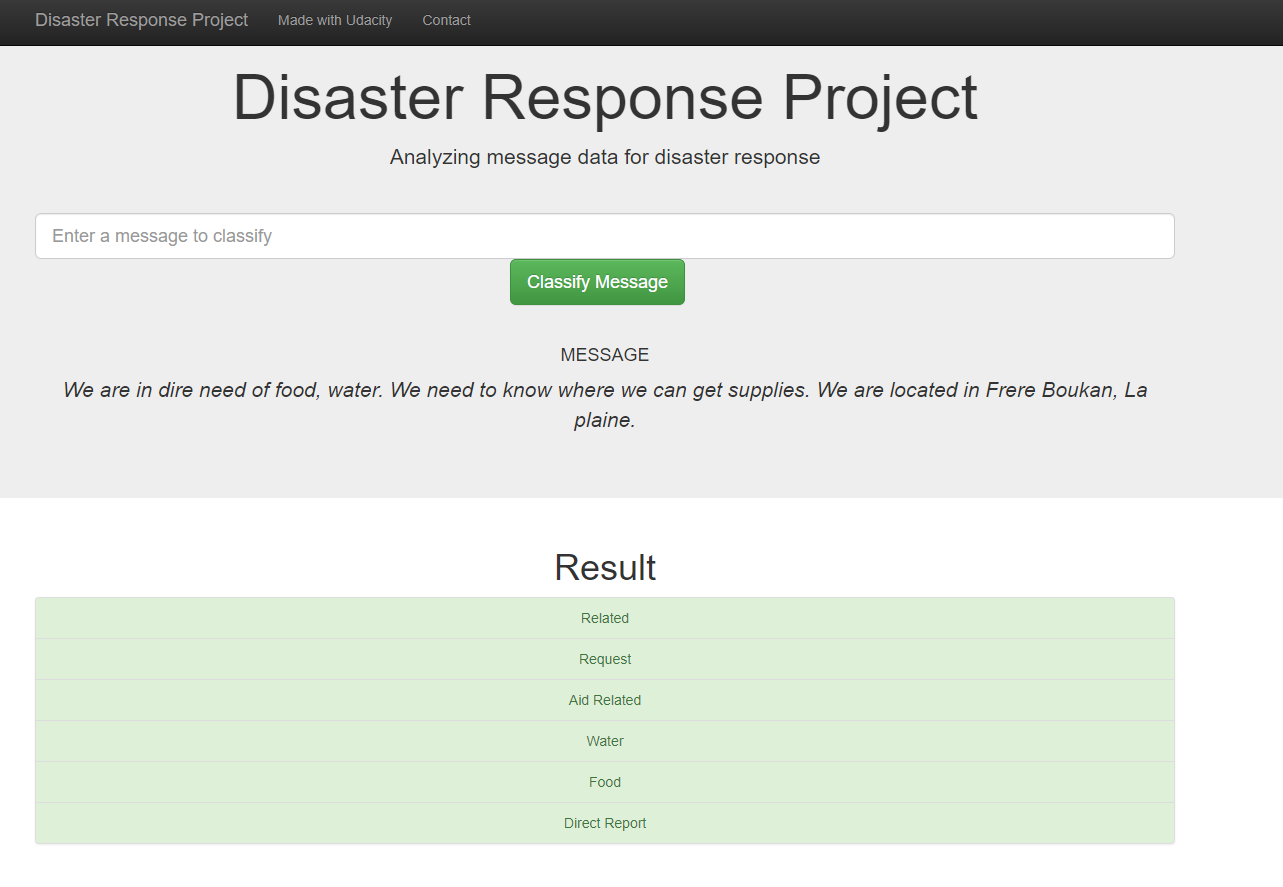 Disaster Response Project Made with Udacity Contact
Disaster Response Project
Analyzing message data for disaster response
Enter a message to classify
Classify Message
MESSAGE
We are in dire need of food, water. We need to know where we can get supplies. We are located in Frere Boukan, La
plaine.
Result
Related
Request
Aid Related
Water
Food
Direct Report